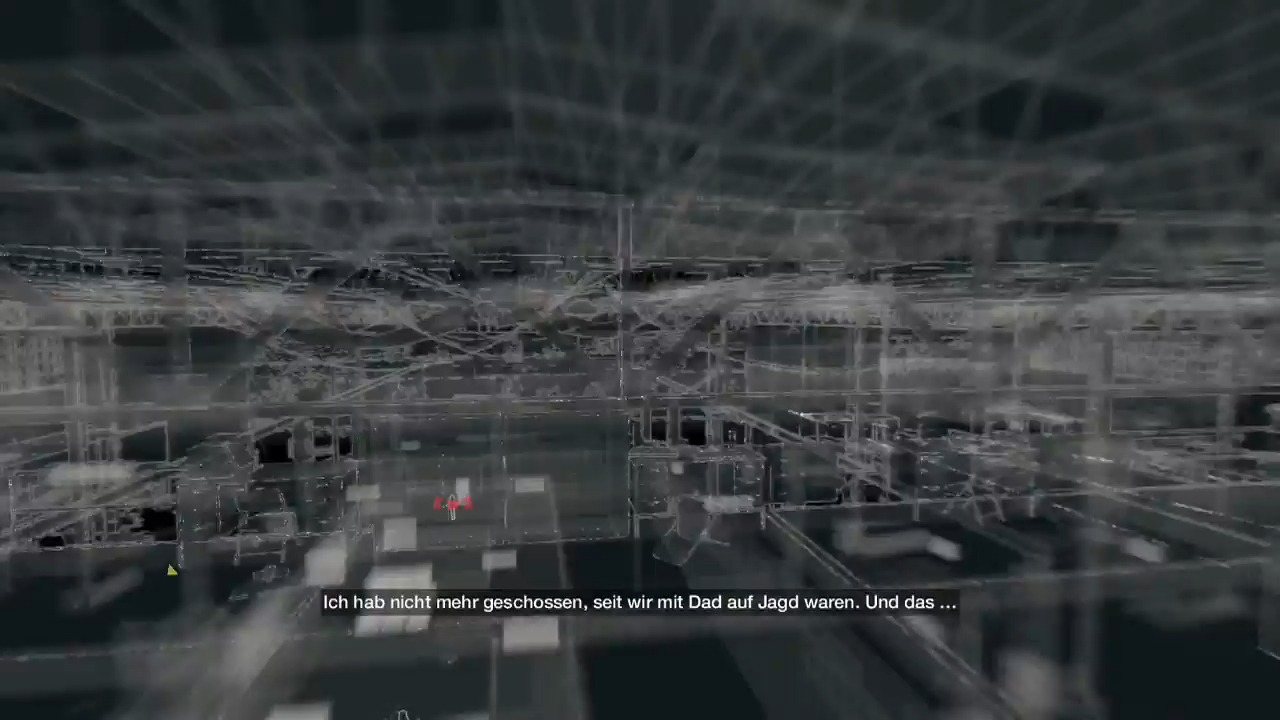 Ich hab nicht mehr geschossen, seit wir mit Dad auf Jagd waren. Und das ...